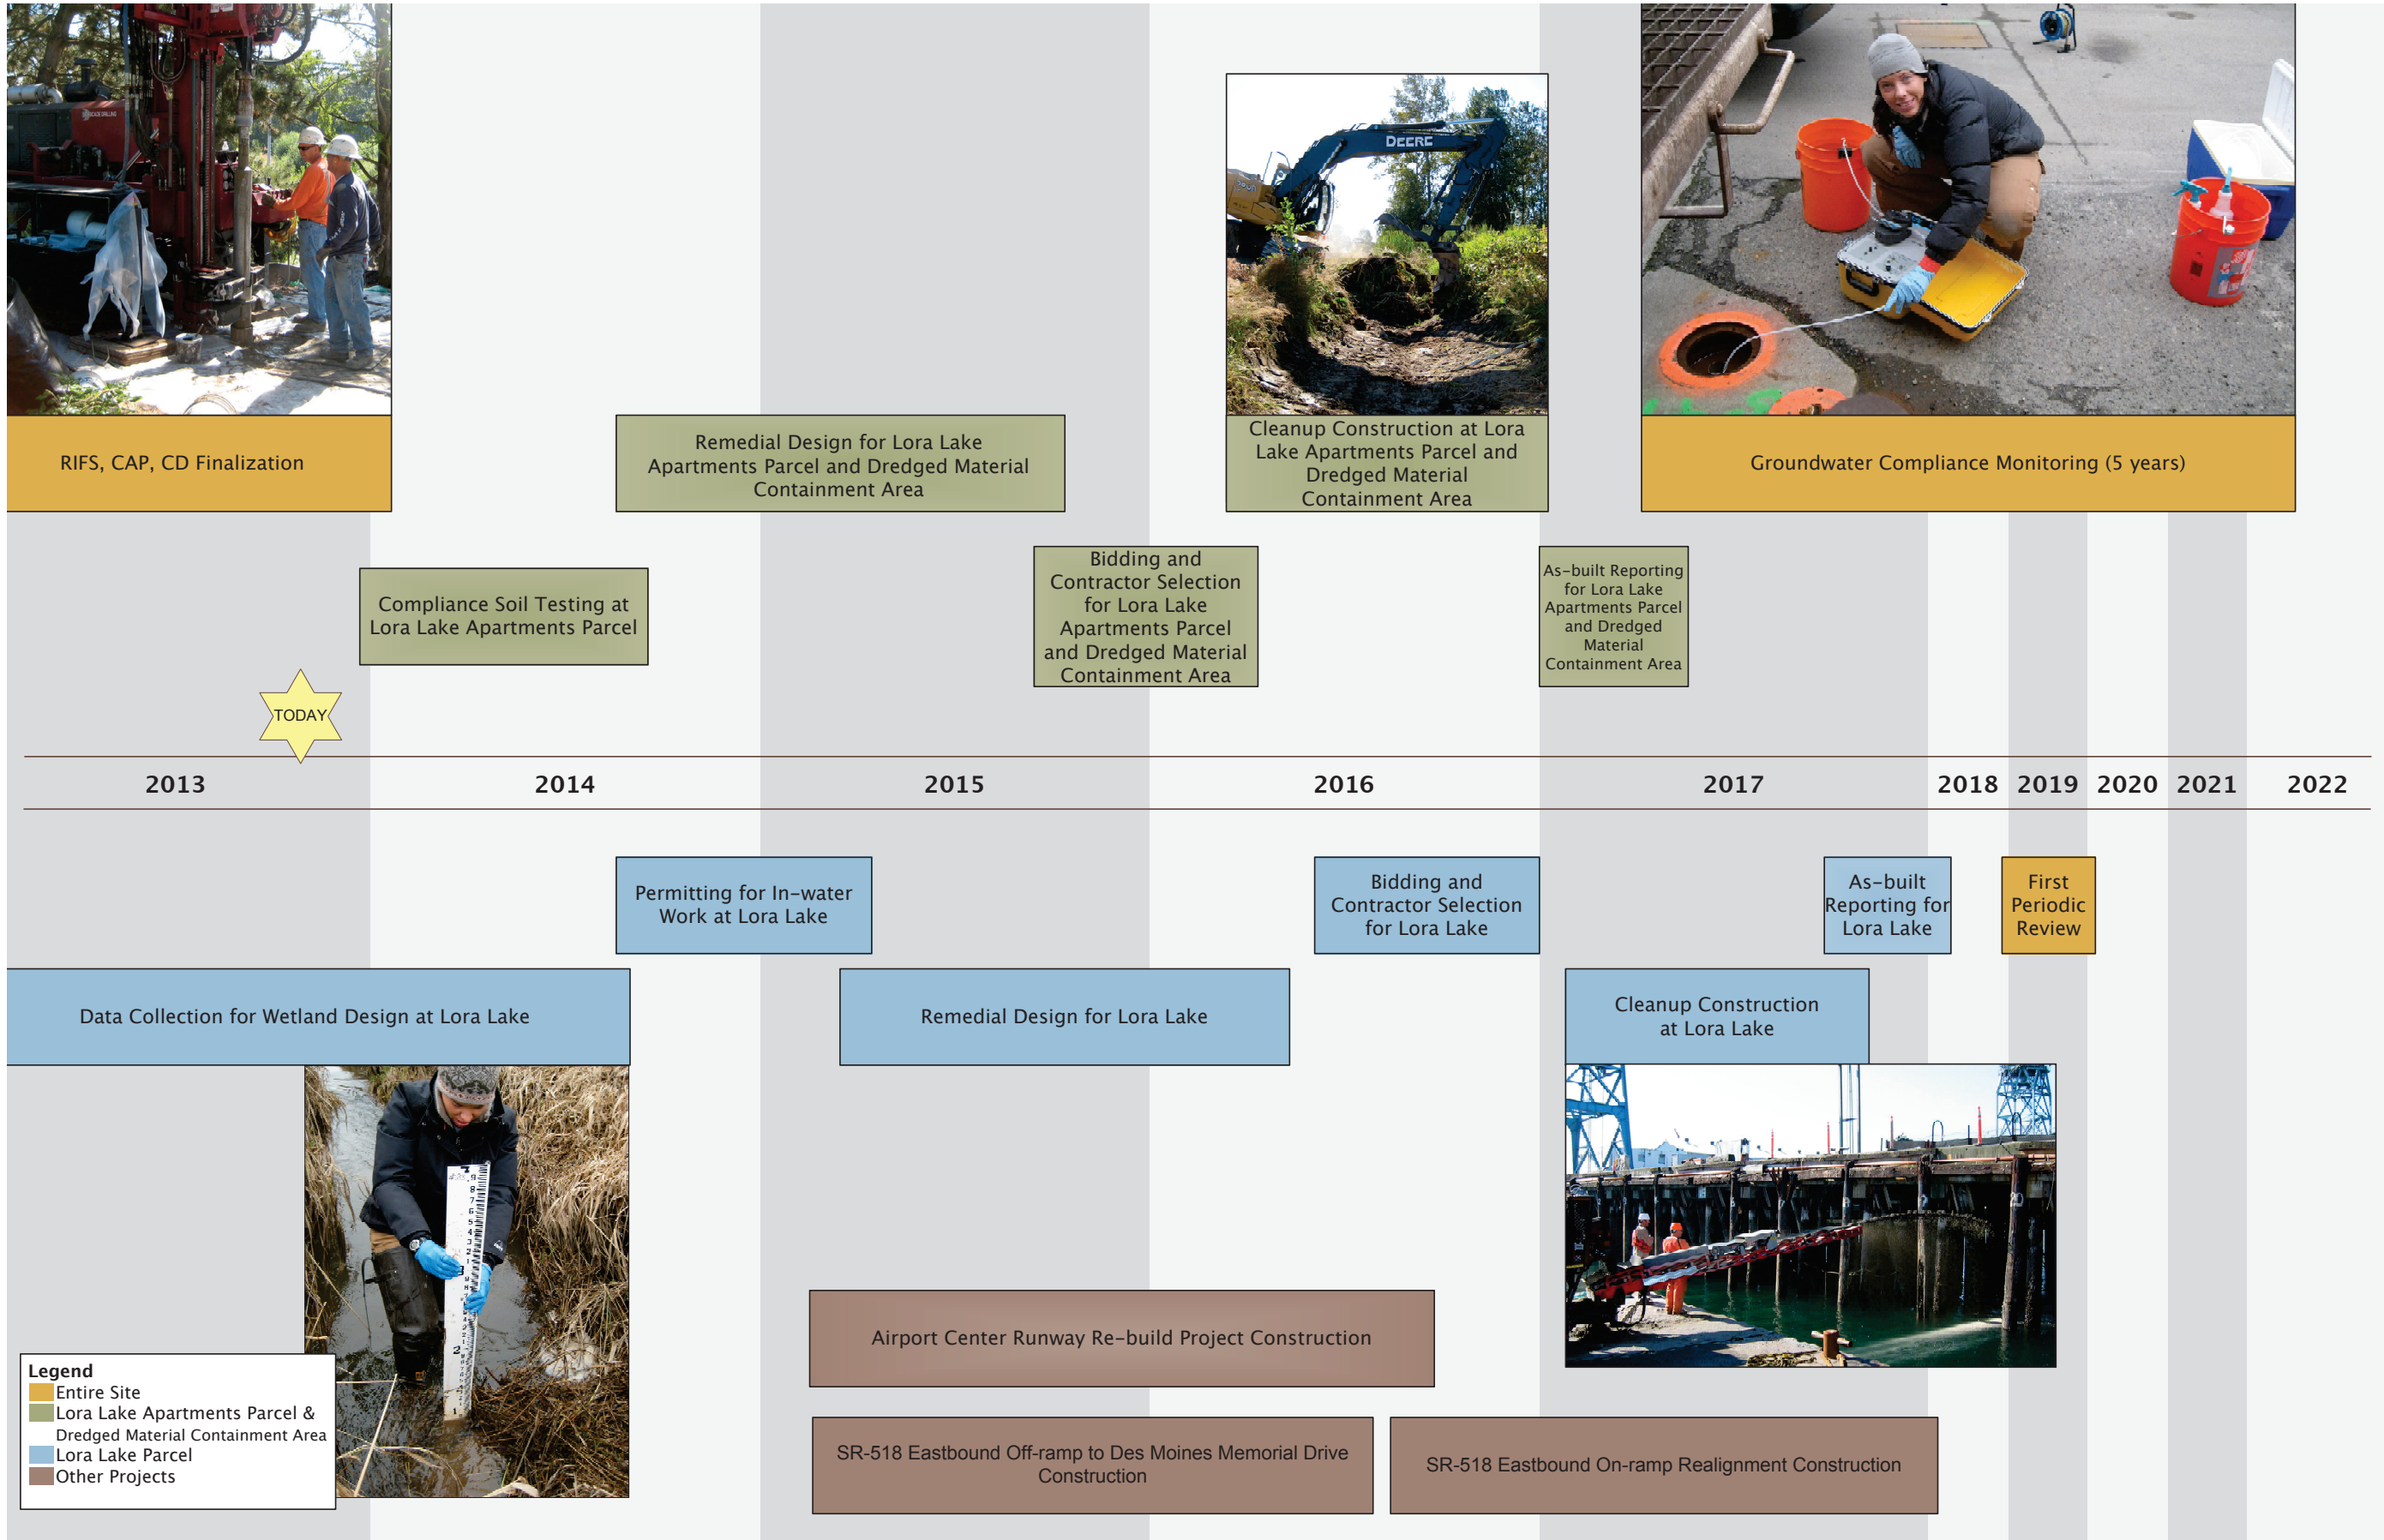 DEERE
RIFS, CAP, CD Finalization
Remedial Design for Lora Lake
Apartments Parcel and Dredged Material
Containment Area
Cleanup Construction at Lora
Lake Apartments Parcel and
Dredged Material
Containment Area
Groundwater Compliance Monitoring (5 years)
Compliance Soil Testing at
Lora Lake Apartments Parcel
Bidding and
Contractor Selection
for Lora Lake
Apartments Parcel
and Dredged Material
Containment Area
As-built Reporting
for Lora Lake
Apartments Parcel
and Dredged
Material
Containment Area
TODAY
2013 2014 2015 2016 2017 2018 2019 2020 2021 2022
Permitting for In-water
Work at Lora Lake
Bidding and
Contractor Selection
for Lora Lake
As-built
Reporting for
Lora Lake
First
Periodic
Review
Data Collection for Wetland Design at Lora Lake
Remedial Design for Lora Lake
Cleanup Construction
at Lora Lake
Airport Center Runway Re-build Project Construction
SR-518 Eastbound Off-ramp to Des Moines Memorial Drive
Construction
SR-518 Eastbound On-ramp Realignment Construction
Legend
Entire Site
Lora Lake Apartments Parcel &
Dredged Material Containment Area
Lora Lake Parcel
Other Projects